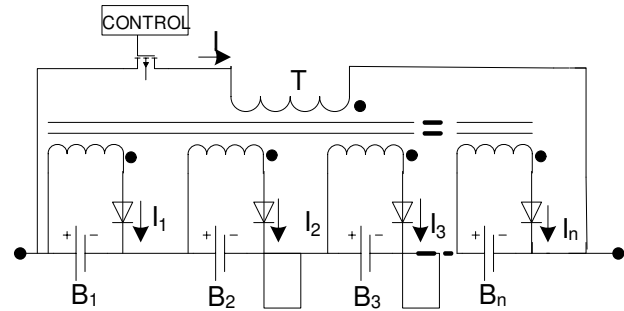 CONTROL
I
T
=
I1
I2
I3
In
+ −
+ −
+ −
+ −
B1
B2
B3
Bn